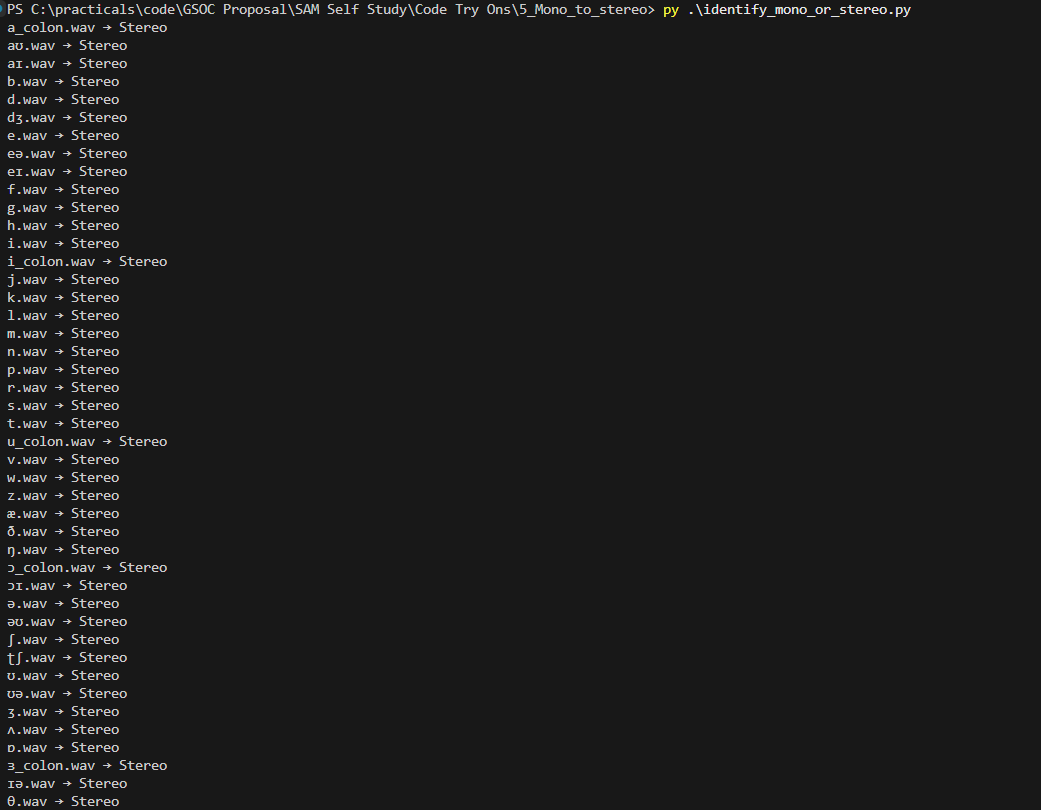 PS C:\practicals\code\GSOC Proposal\SAM Self Study\Code Try Ons\5_Mono_to_stereo> py .\identify_mono_or_stereo.py
a_colon.wav → Stereo
aʊ.wav → Stereo
aɪ.wav → Stereo
b.wav → Stereo
d.wav → Stereo
dʒ.wav → Stereo
e.wav → Stereo
eə.wav → Stereo
eɪ.wav → Stereo
f.wav → Stereo
g.wav → Stereo
h.wav → Stereo
i.wav → Stereo
i_colon.wav → Stereo
j.wav → Stereo
k.wav → Stereo
l.wav → Stereo
m.wav → Stereo
n.wav → Stereo
p.wav → Stereo
r.wav → Stereo
s.wav → Stereo
t.wav → Stereo
u_colon.wav → Stereo
v.wav → Stereo
w.wav → Stereo
z.wav → Stereo
æ.wav → Stereo
ð.wav → Stereo
ŋ.wav → Stereo
ɔ_colon.wav → Stereo
ɔɪ.wav → Stereo
ə.wav → Stereo
əʊ.wav → Stereo
ʃ.wav → Stereo
ʈʃ.wav → Stereo
ʊ.wav → Stereo
ʊə.wav → Stereo
ʒ.wav → Stereo
ʌ.wav → Stereo
ɒ.wav → Stereo
ɜ_colon.wav → Stereo
ɪə.wav → Stereo
θ.wav → Stereo